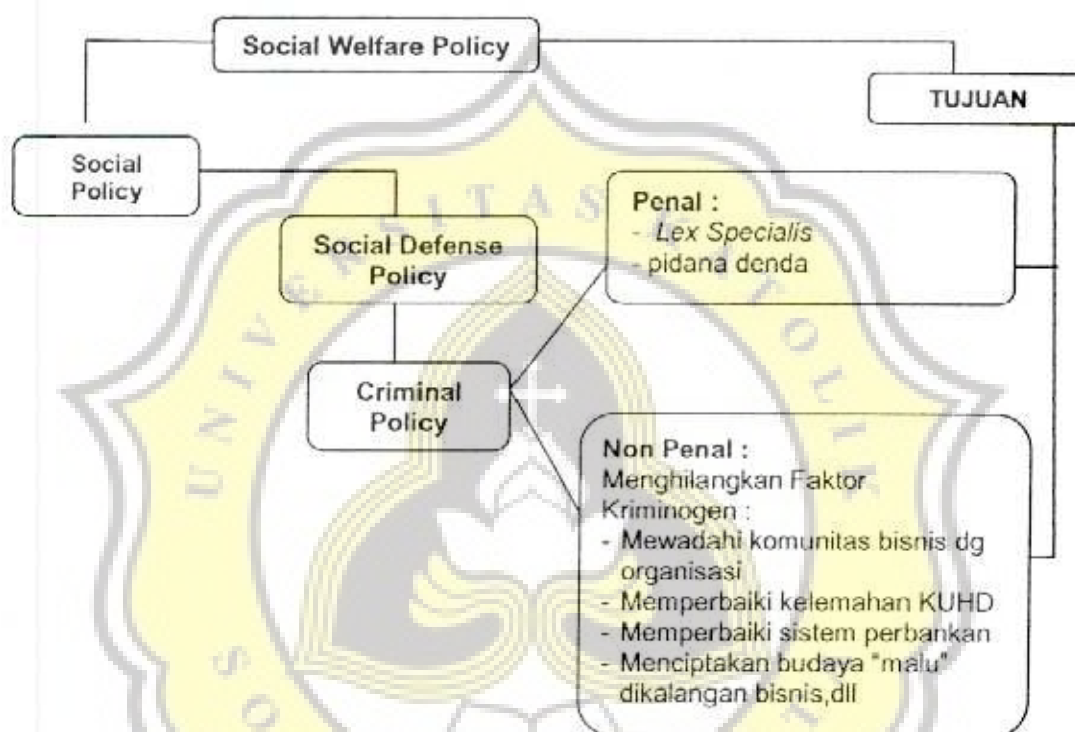 Social Welfare Policy
TUJUAN
Social
Policy
Social Defense
Policy
Criminal
Policy
Penal :
- Lex Specialis
- pidana denda
Non Penal :
Menghilangkan Faktor
Kriminogen :
- Mewadahi komunitas bisnis dg
organisasi
- Memperbaiki kelemahan KUHD
- Memperbaiki sistem perbankan
- Menciptakan budaya "malu"
dikalangan bisnis,dll
UNIVERSITAS KATOLIK